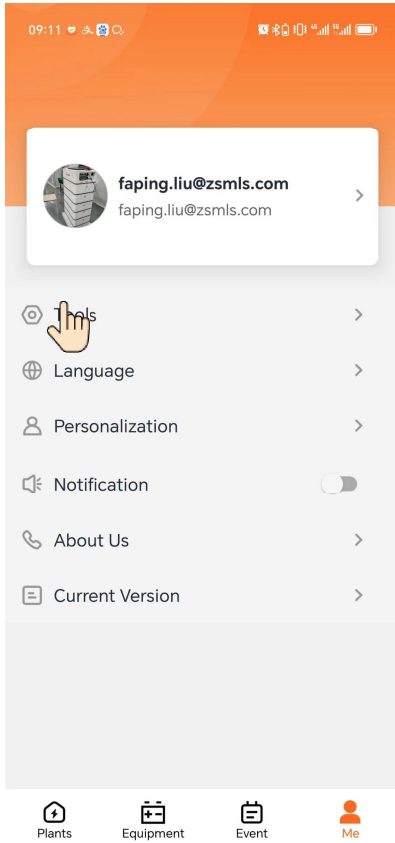 09:11
faping.liu@zsmls.com
faping.liu@zsmls.com
Tools
Language
Personalization
Notification
About Us
Current Version
Plants Equipment Event Me